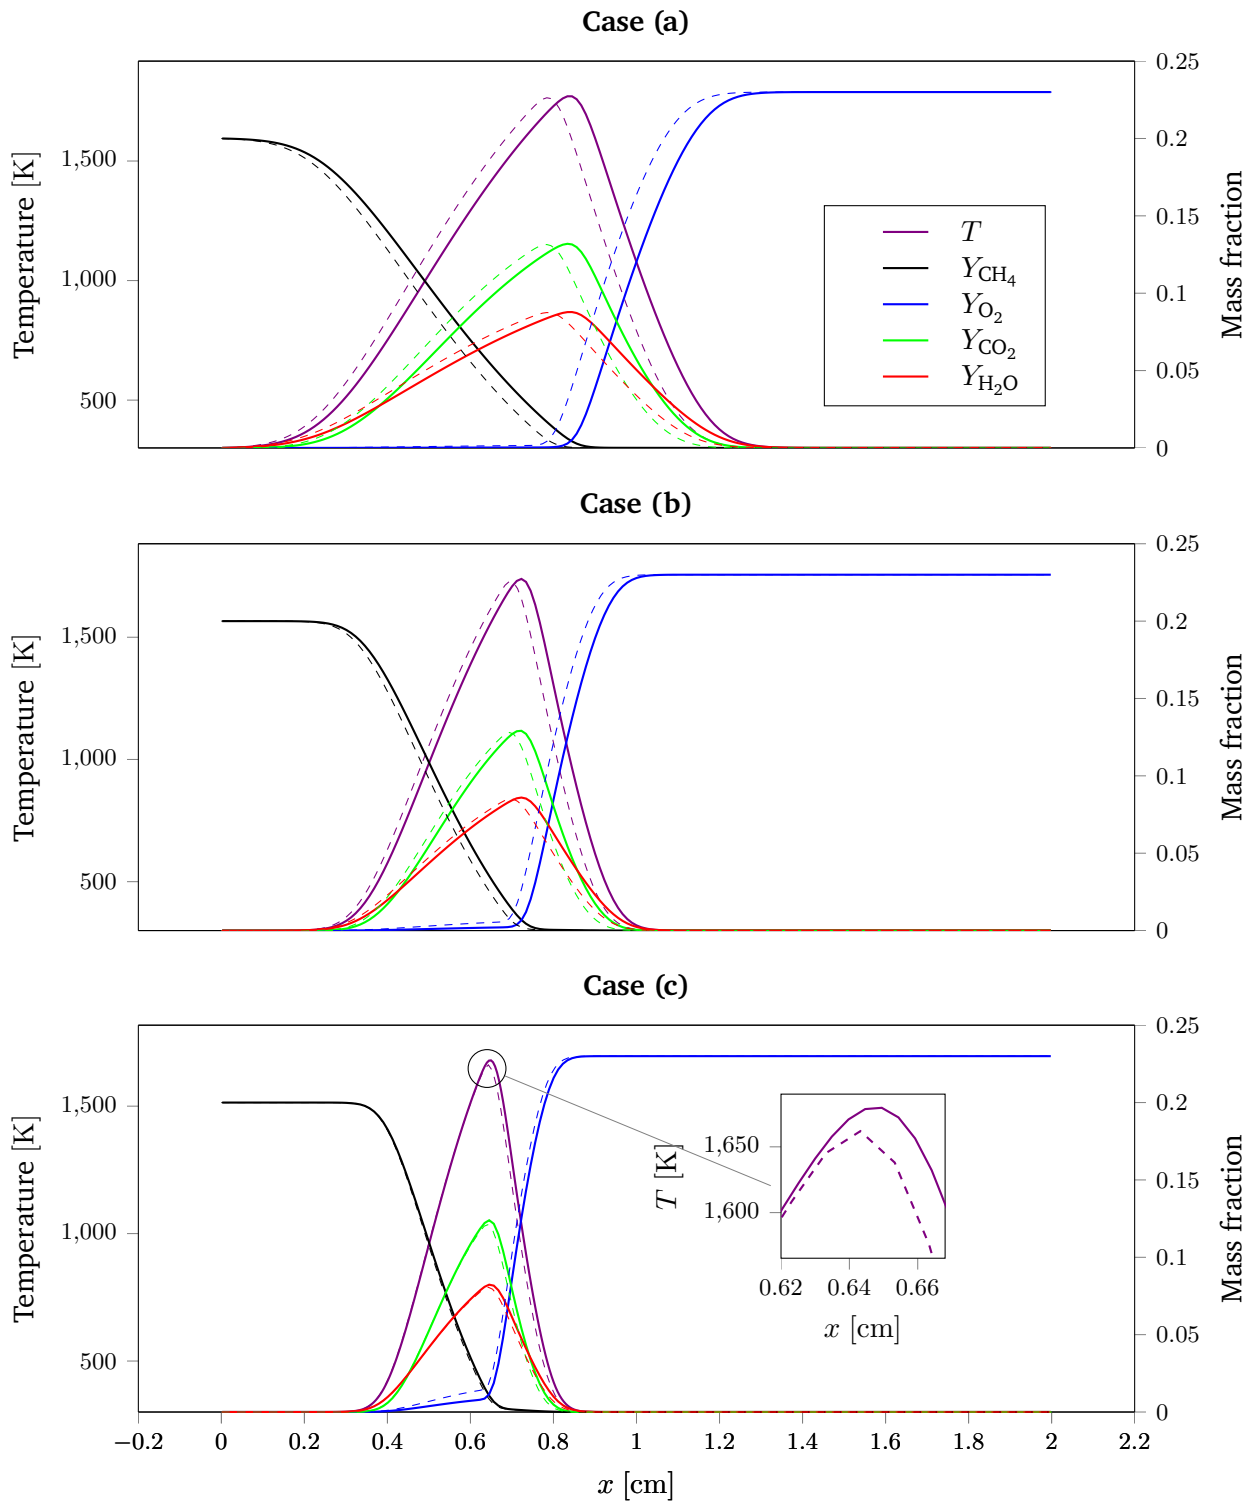 Case (a)
Temperature [K]
1,500
1,000
500
0.25
0.2
0.15
0.1
0.05
0
Mass fraction
T
Y_CH₄
Y_O₂
Y_CO₂
Y_H₂O
Case (b)
Temperature [K]
1,500
1,000
500
0.25
0.2
0.15
0.1
0.05
0
Mass fraction
Case (c)
Temperature [K]
1,500
1,000
500
0.25
0.2
0.15
0.1
0.05
0
Mass fraction
T [K]
1,650
1,600
0.62 0.64 0.66
x [cm]
−0.2 0 0.2 0.4 0.6 0.8 1 1.2 1.4 1.6 1.8 2 2.2
x [cm]